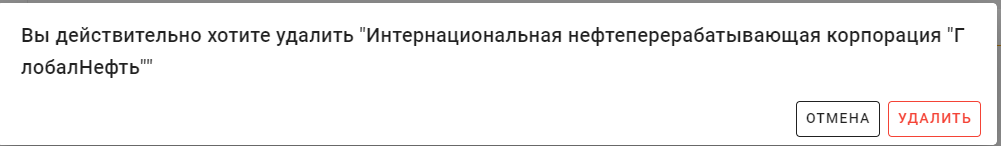 Вы действительно хотите удалить "Интернациональная нефтеперерабатывающая корпорация "Г
лобалНефть""
ОТМЕНА УДАЛИТЬ